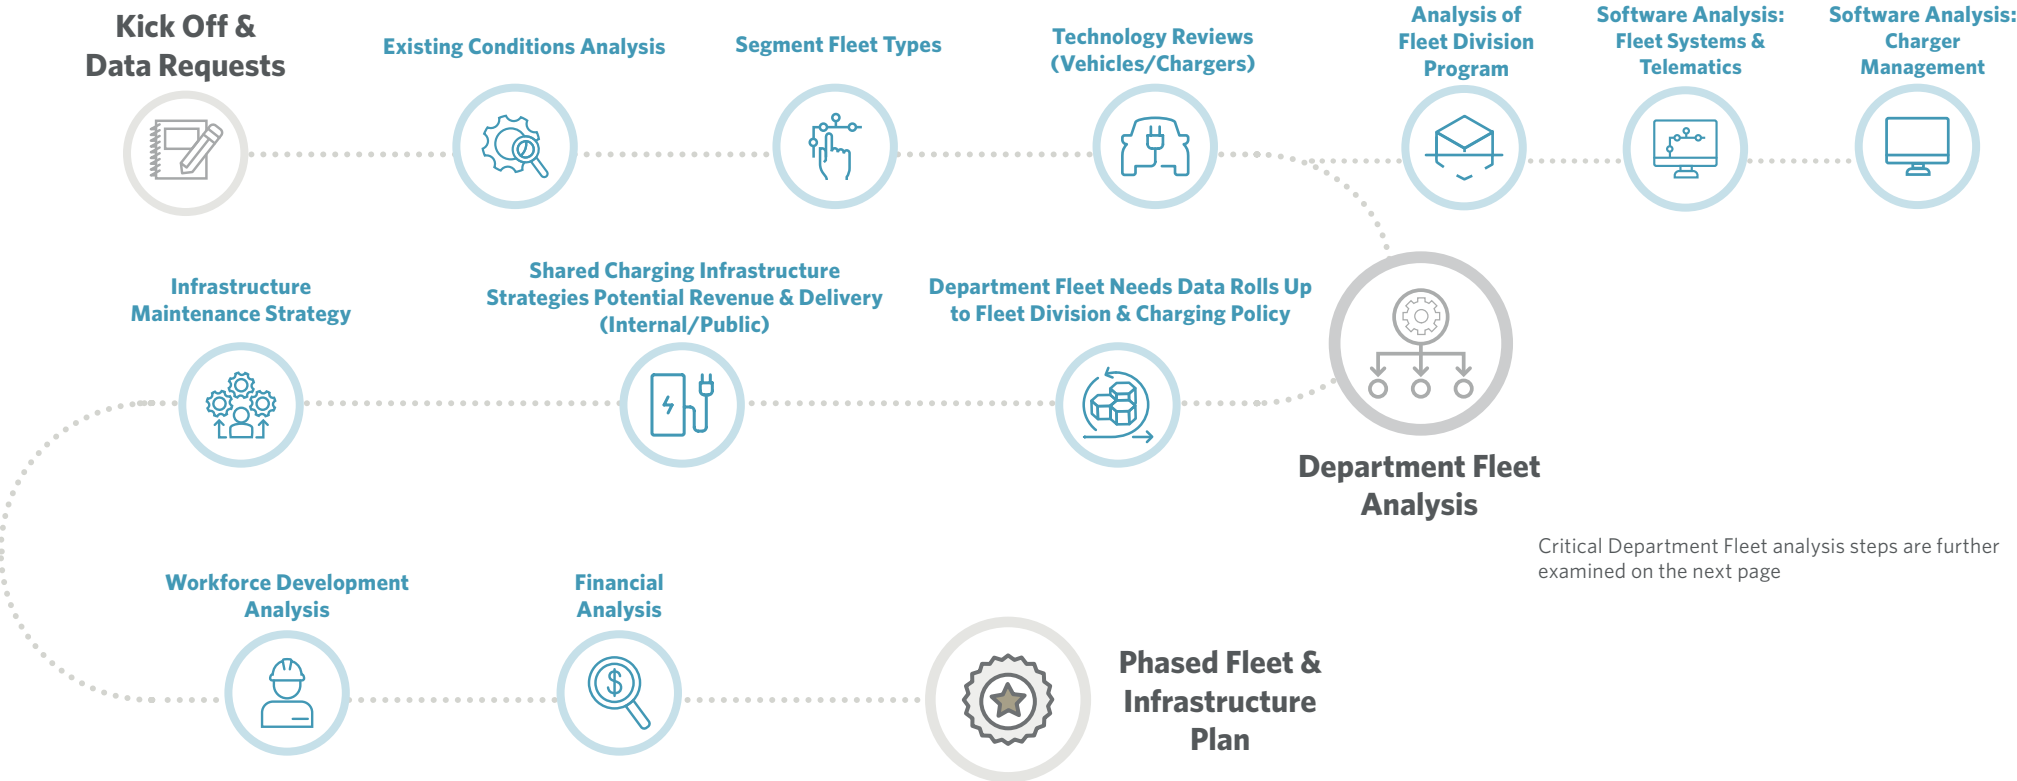 Kick Off &
Data Requests
Existing Conditions Analysis
Segment Fleet Types
Technology Reviews
(Vehicles/Chargers)
Analysis of
Fleet Division
Program
Software Analysis:
Fleet Systems &
Telematics
Software Analysis:
Charger
Management
Infrastructure
Maintenance Strategy
Shared Charging Infrastructure
Strategies Potential Revenue & Delivery
(Internal/Public)
Department Fleet Needs Data Rolls Up
to Fleet Division & Charging Policy
Department Fleet
Analysis
Critical Department Fleet analysis steps are further
examined on the next page
Workforce Development
Analysis
Financial
Analysis
$
Phased Fleet &
Infrastructure
Plan